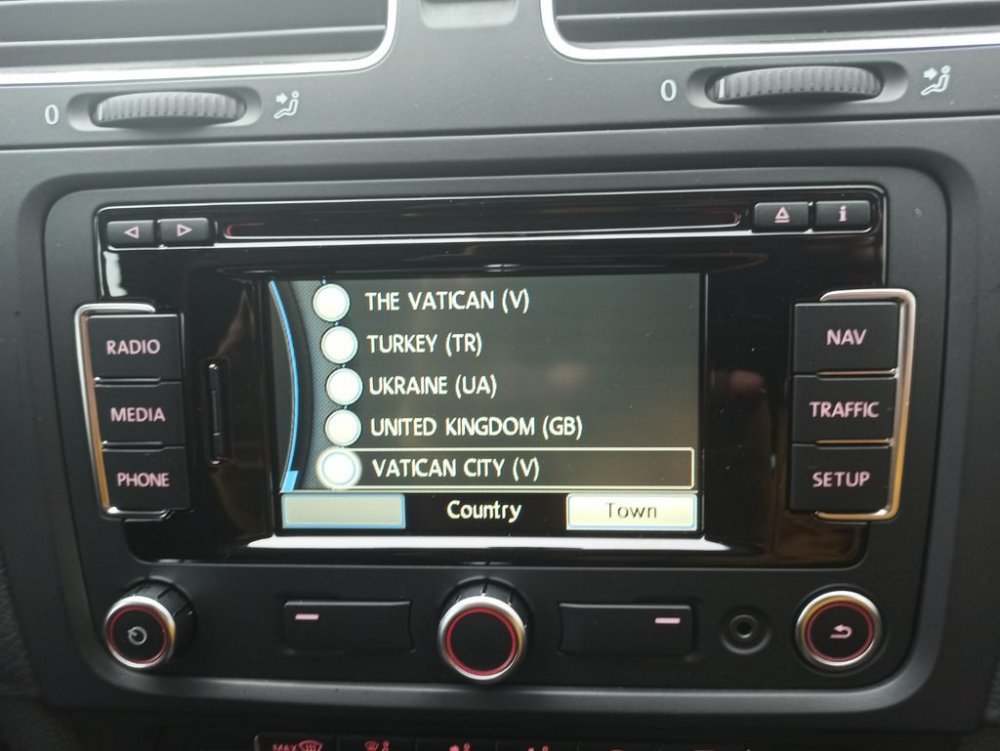 0
0
i
THE VATICAN (V)
TURKEY (TR)
UKRAINE (UA)
UNITED KINGDOM (GB)
VATICAN CITY (V)
Country
Town
RADIO
MEDIA
PHONE
NAV
TRAFFIC
SETUP
MAX